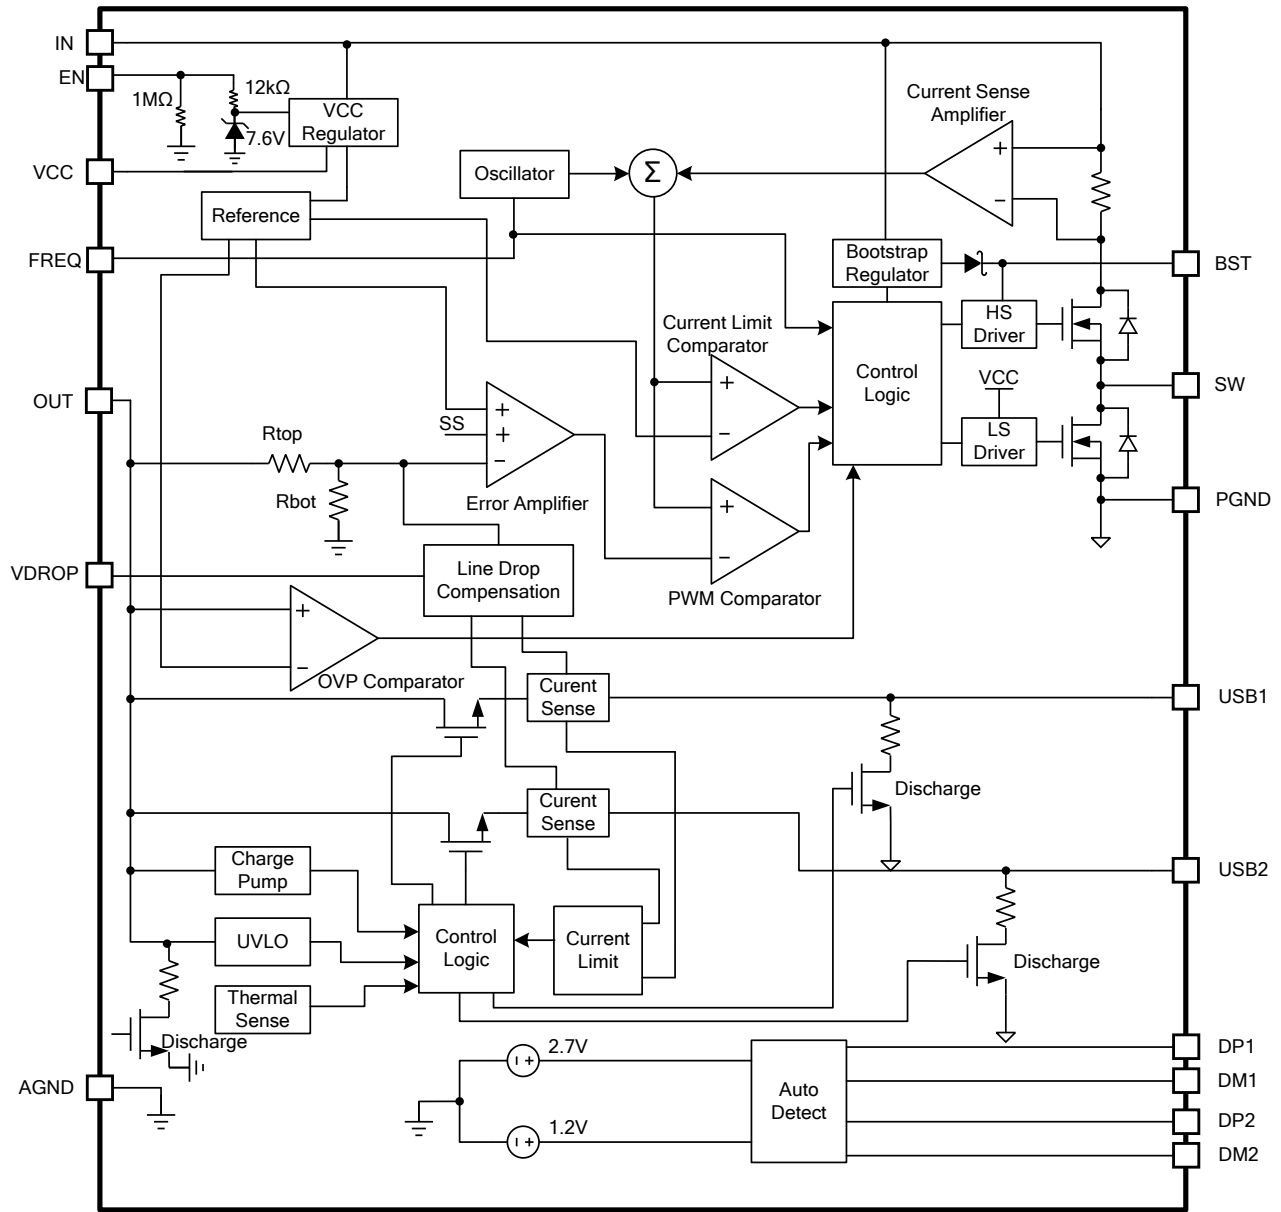 IN
EN
12kΩ
1MΩ
VCC
Regulator
7.6V
VCC
Current Sense
Amplifier
+
−
Oscillator
Σ
Reference
FREQ
Bootstrap
Regulator
BST
HS
Driver
Current Limit
Comparator
+
−
Control
Logic
VCC
SW
LS
Driver
OUT
Rtop
Rbot
SS
+
+
−
Error Amplifier
+
−
PWM Comparator
PGND
VDROP
Line Drop
Compensation
+
−
OVP Comparator
Curent
Sense
USB1
Discharge
Curent
Sense
USB2
Discharge
Charge
Pump
UVLO
Thermal
Sense
Control
Logic
Current
Limit
Discharge
AGND
2.7V
+
1.2V
+
Auto
Detect
DP1
DM1
DP2
DM2